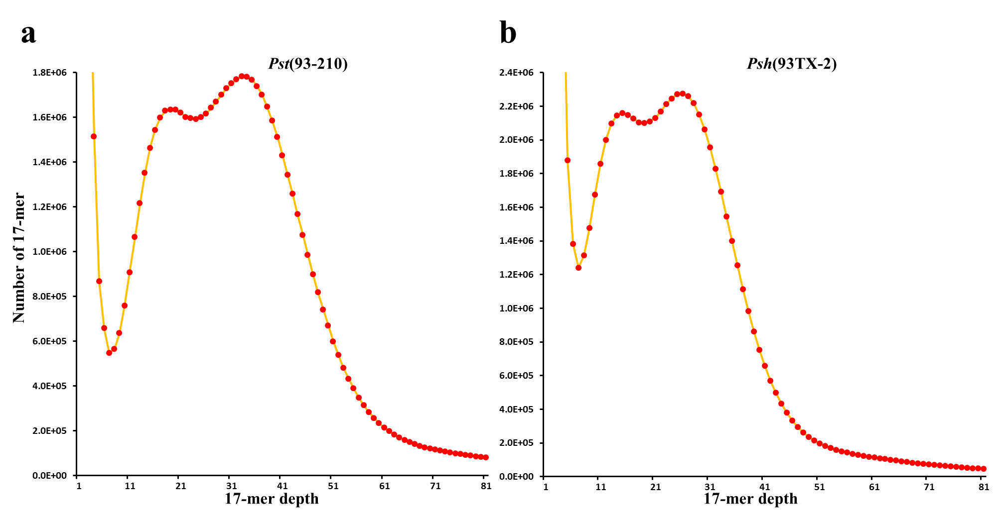 a
Pst(93-210)
Number of 17-mer
1.8E+06
1.6E+06
1.4E+06
1.2E+06
1.0E+06
8.0E+05
6.0E+05
4.0E+05
2.0E+05
0.0E+00
1 11 21 31 41 51 61 71 81
17-mer depth
b
Psh(93TX-2)
2.4E+06
2.2E+06
2.0E+06
1.8E+06
1.6E+06
1.4E+06
1.2E+06
1.0E+06
8.0E+05
6.0E+05
4.0E+05
2.0E+05
0.0E+00
1 11 21 31 41 51 61 71 81
17-mer depth